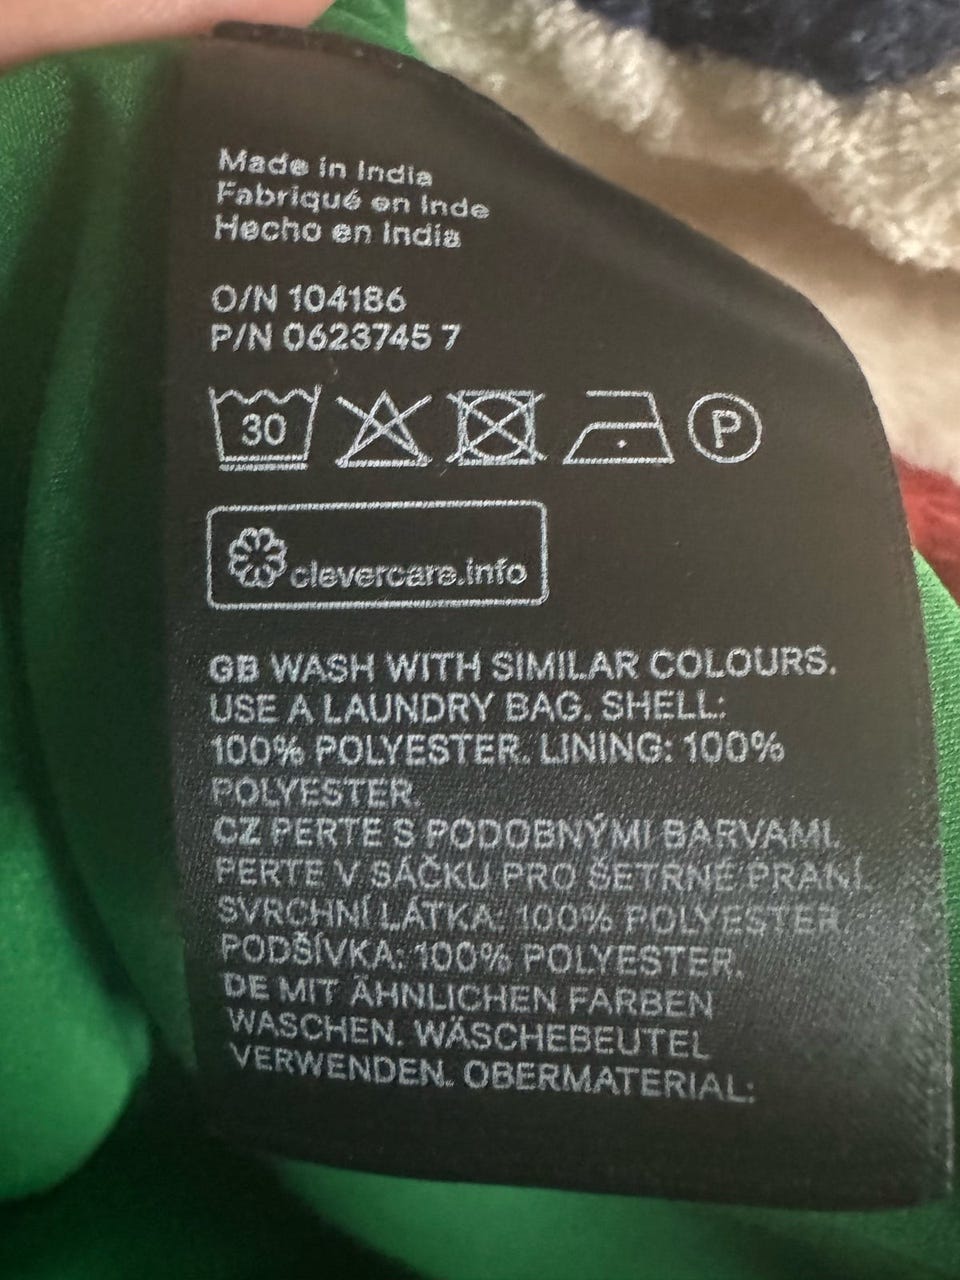 Made in India
Fabriqué en Inde
Hecho en India
O/N 104186
P/N 0623745 7
30
P
clevercare.info
GB WASH WITH SIMILAR COLOURS.
USE A LAUNDRY BAG. SHELL:
100% POLYESTER. LINING: 100%
POLYESTER.
CZ PERTE S PODOBNÝMI BARVAMI.
PERTE V SÁČKU PRO ŠETRNÉ PRANÍ.
SVRCHNÍ LÁTKA: 100% POLYESTER.
PODŠÍVKA: 100% POLYESTER.
DE MIT ÄHNLICHEN FARBEN
WASCHEN. WÄSCHEBEUTEL
VERWENDEN. OBERMATERIAL: